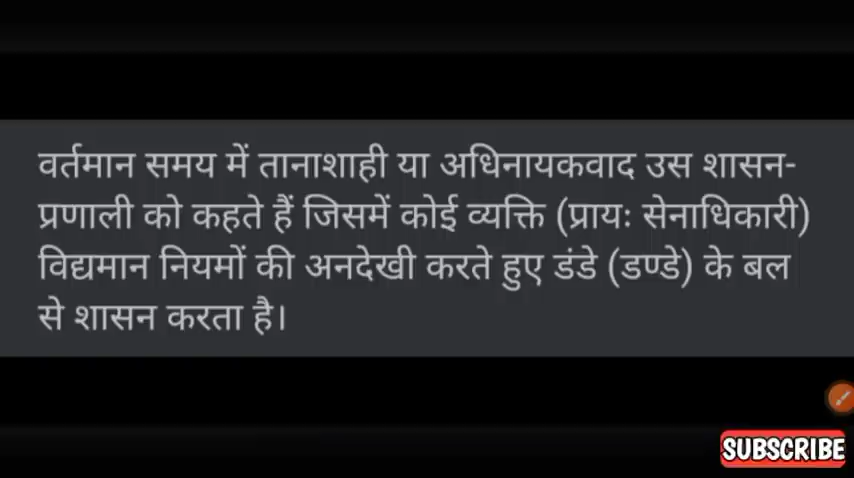 वर्तमान समय में तानाशाही या अधिनायकवाद उस शासन-
प्रणाली को कहते हैं जिसमें कोई व्यक्ति (प्रायः सेनाधिकारी)
विद्यमान नियमों की अनदेखी करते हुए डंडे (डण्डे) के बल
से शासन करता है।
SUBSCRIBE